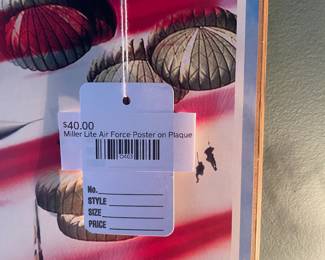 $40.00
Miller Lite Air Force Poster on Plaque
No.
STYLE
SIZE
PRICE